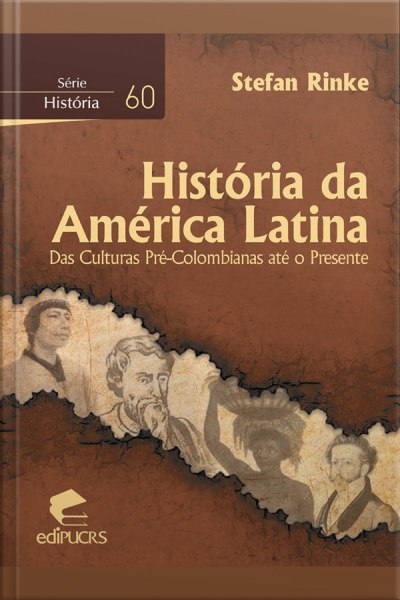 Série
História 60
Stefan Rinke
História da
América Latina
Das Culturas Pré-Colombianas até o Presente
ediPUCRS